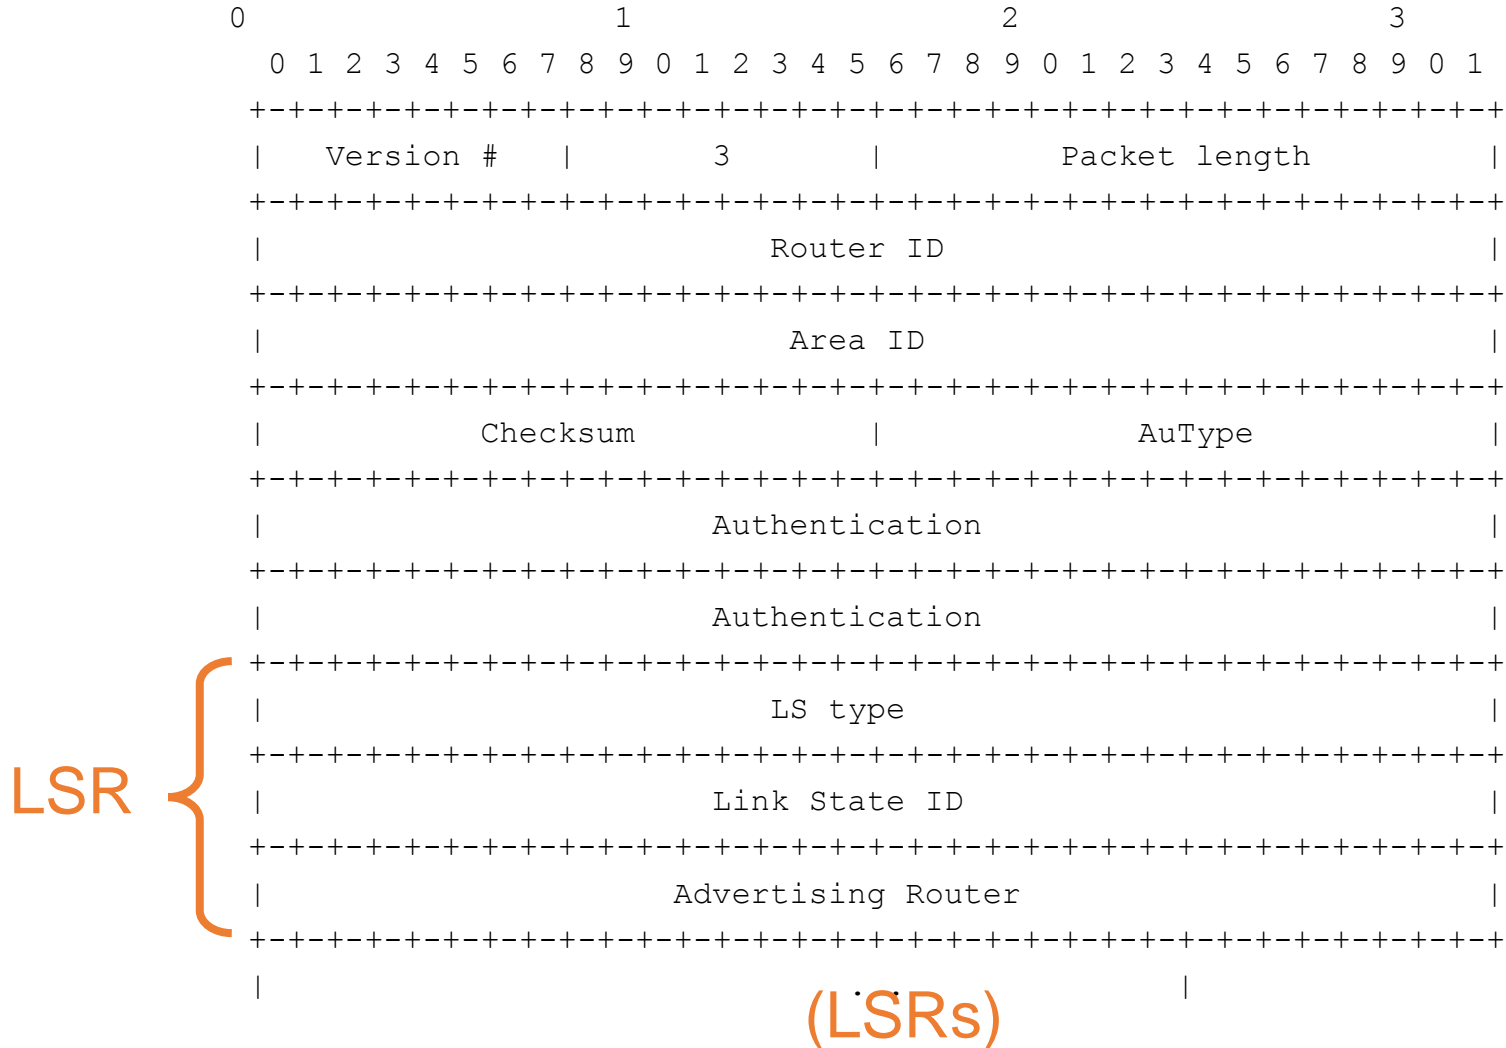 0                   1                   2                   3
0 1 2 3 4 5 6 7 8 9 0 1 2 3 4 5 6 7 8 9 0 1 2 3 4 5 6 7 8 9 0 1
+-+-+-+-+-+-+-+-+-+-+-+-+-+-+-+-+-+-+-+-+-+-+-+-+-+-+-+-+-+-+-+-+
|   Version #   |       3       |         Packet length         |
+-+-+-+-+-+-+-+-+-+-+-+-+-+-+-+-+-+-+-+-+-+-+-+-+-+-+-+-+-+-+-+-+
|                          Router ID                            |
+-+-+-+-+-+-+-+-+-+-+-+-+-+-+-+-+-+-+-+-+-+-+-+-+-+-+-+-+-+-+-+-+
|                           Area ID                             |
+-+-+-+-+-+-+-+-+-+-+-+-+-+-+-+-+-+-+-+-+-+-+-+-+-+-+-+-+-+-+-+-+
|           Checksum            |             AuType            |
+-+-+-+-+-+-+-+-+-+-+-+-+-+-+-+-+-+-+-+-+-+-+-+-+-+-+-+-+-+-+-+-+
|                       Authentication                          |
+-+-+-+-+-+-+-+-+-+-+-+-+-+-+-+-+-+-+-+-+-+-+-+-+-+-+-+-+-+-+-+-+
|                       Authentication                          |
+-+-+-+-+-+-+-+-+-+-+-+-+-+-+-+-+-+-+-+-+-+-+-+-+-+-+-+-+-+-+-+-+
|                          LS type                              |
+-+-+-+-+-+-+-+-+-+-+-+-+-+-+-+-+-+-+-+-+-+-+-+-+-+-+-+-+-+-+-+-+
LSR
|                       Link State ID                           |
+-+-+-+-+-+-+-+-+-+-+-+-+-+-+-+-+-+-+-+-+-+-+-+-+-+-+-+-+-+-+-+-+
|                     Advertising Router                        |
+-+-+-+-+-+-+-+-+-+-+-+-+-+-+-+-+-+-+-+-+-+-+-+-+-+-+-+-+-+-+-+-+
|                              ...              |
(LSRs)